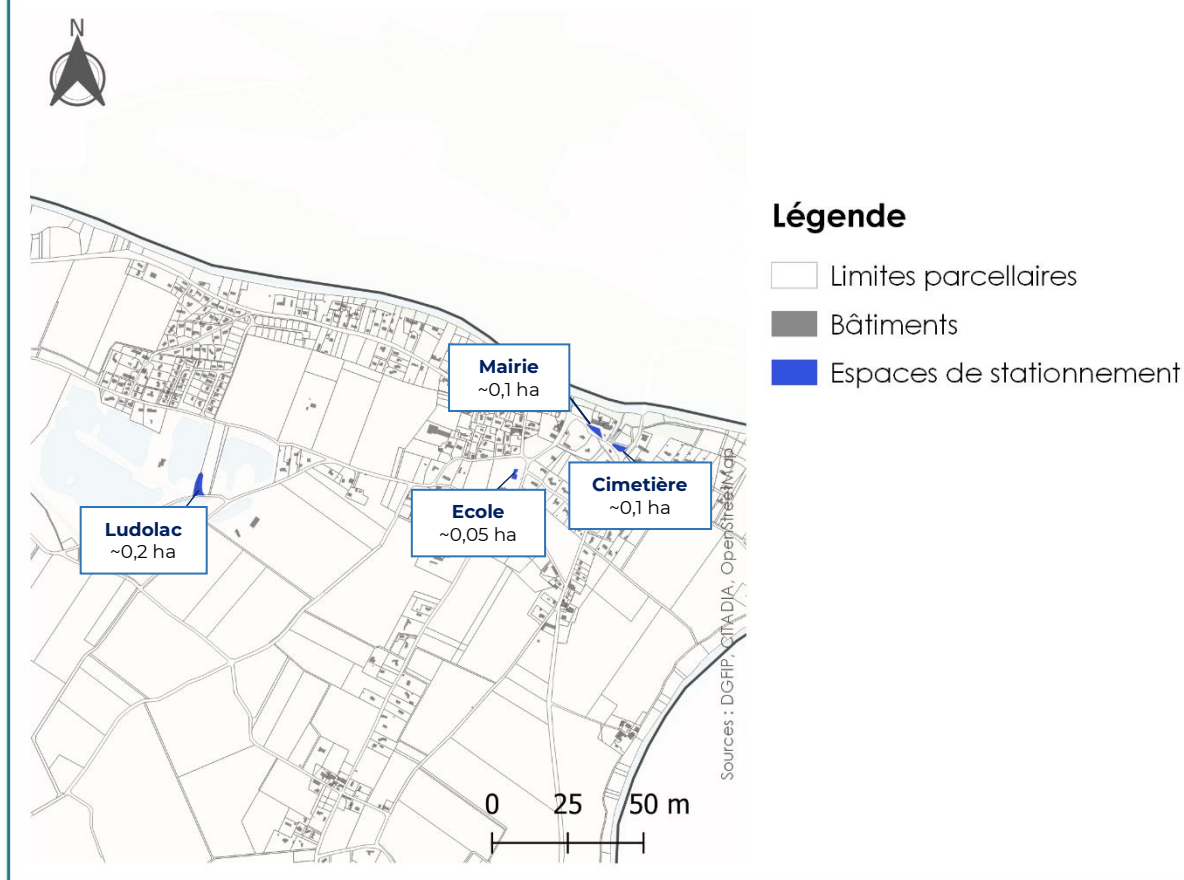 N
Légende
Limites parcellaires
Bâtiments
Espaces de stationnement
Mairie
~0,1 ha
Cimetière
~0,1 ha
Ecole
~0,05 ha
Ludolac
~0,2 ha
Sources : DGFIP, CITADIA, OpenStreetMap
0 25 50 m